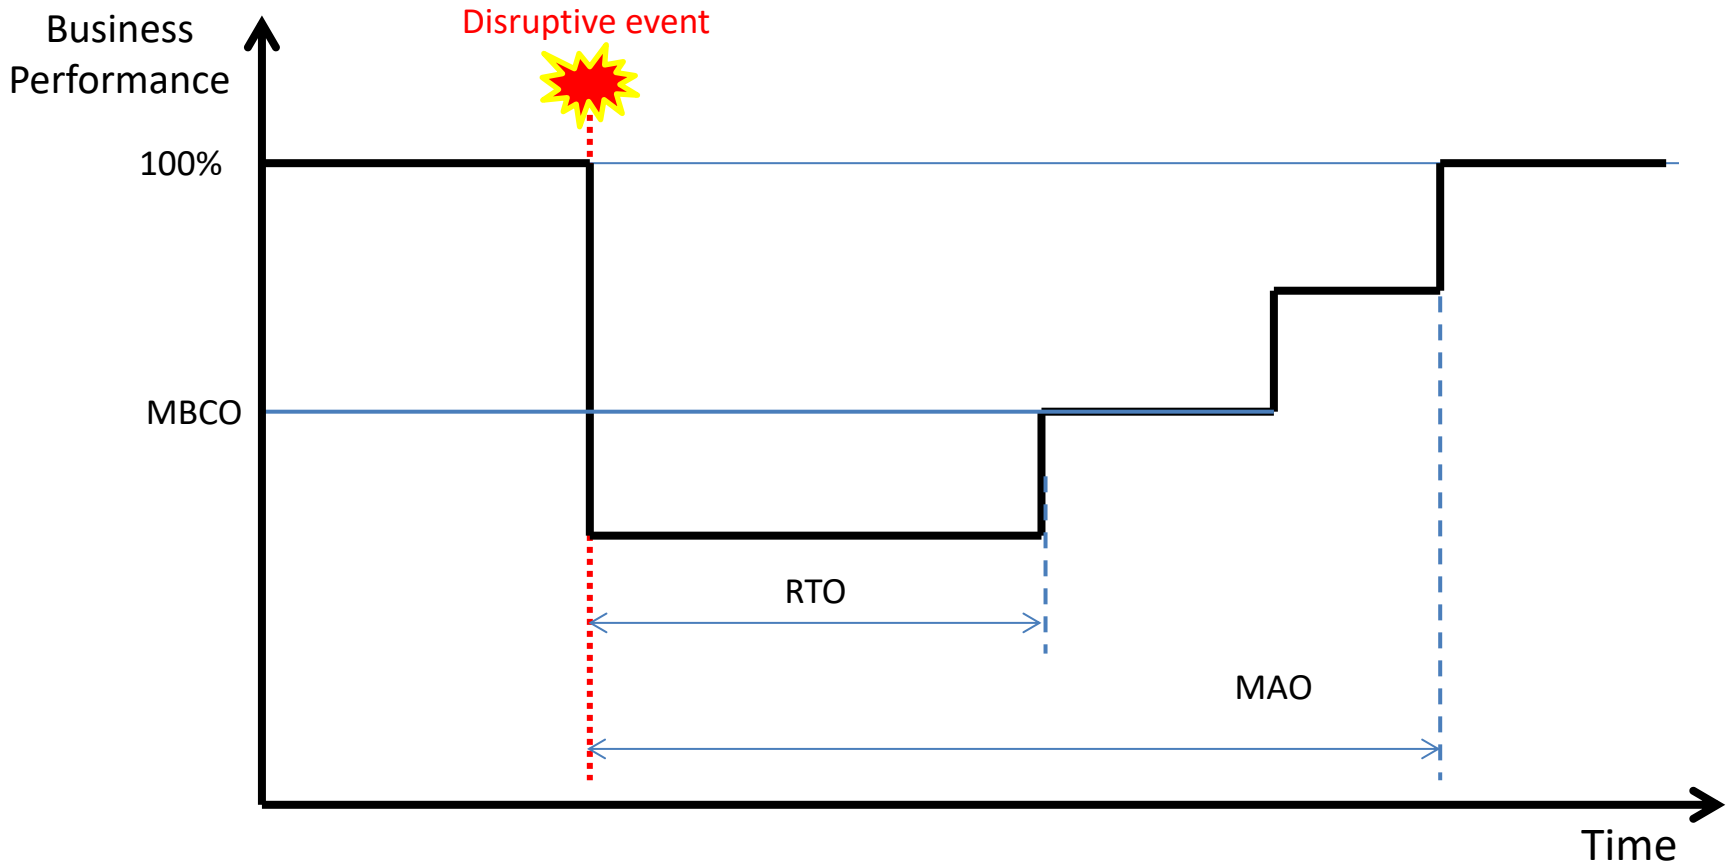 Business
Performance
Disruptive event
100%
MBCO
RTO
MAO
Time